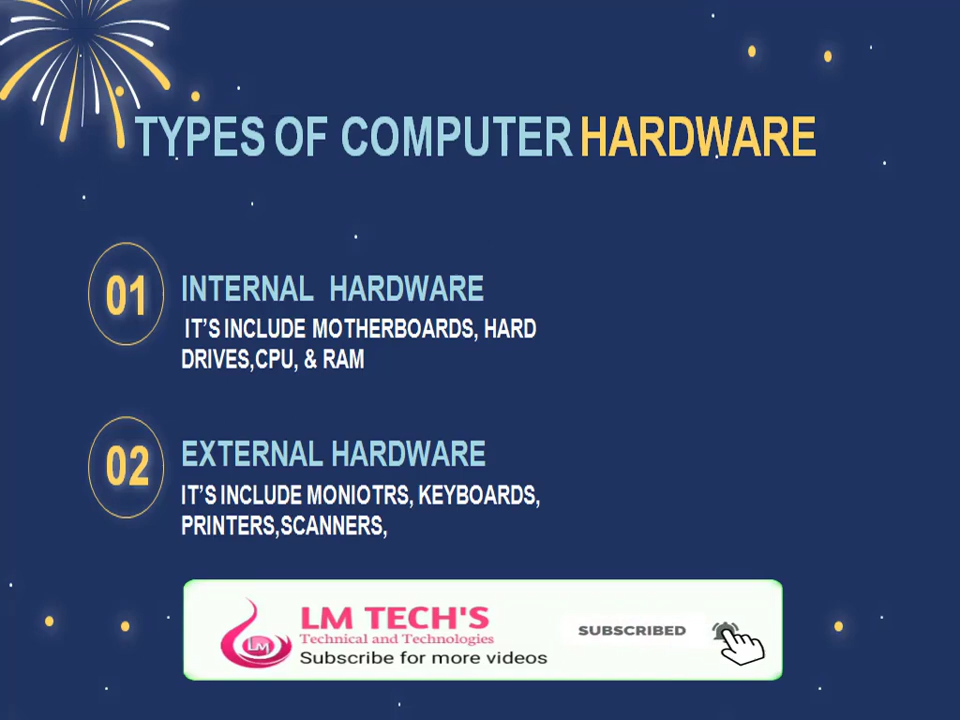 TYPES OF COMPUTER HARDWARE
01
INTERNAL HARDWARE
IT'S INCLUDE MOTHERBOARDS, HARD
DRIVES,CPU, & RAM
02
EXTERNAL HARDWARE
IT'S INCLUDE MONIOTRS, KEYBOARDS,
PRINTERS,SCANNERS,
LM TECH'S
Technical and Technologies
Subscribe for more videos
LM
SUBSCRIBED